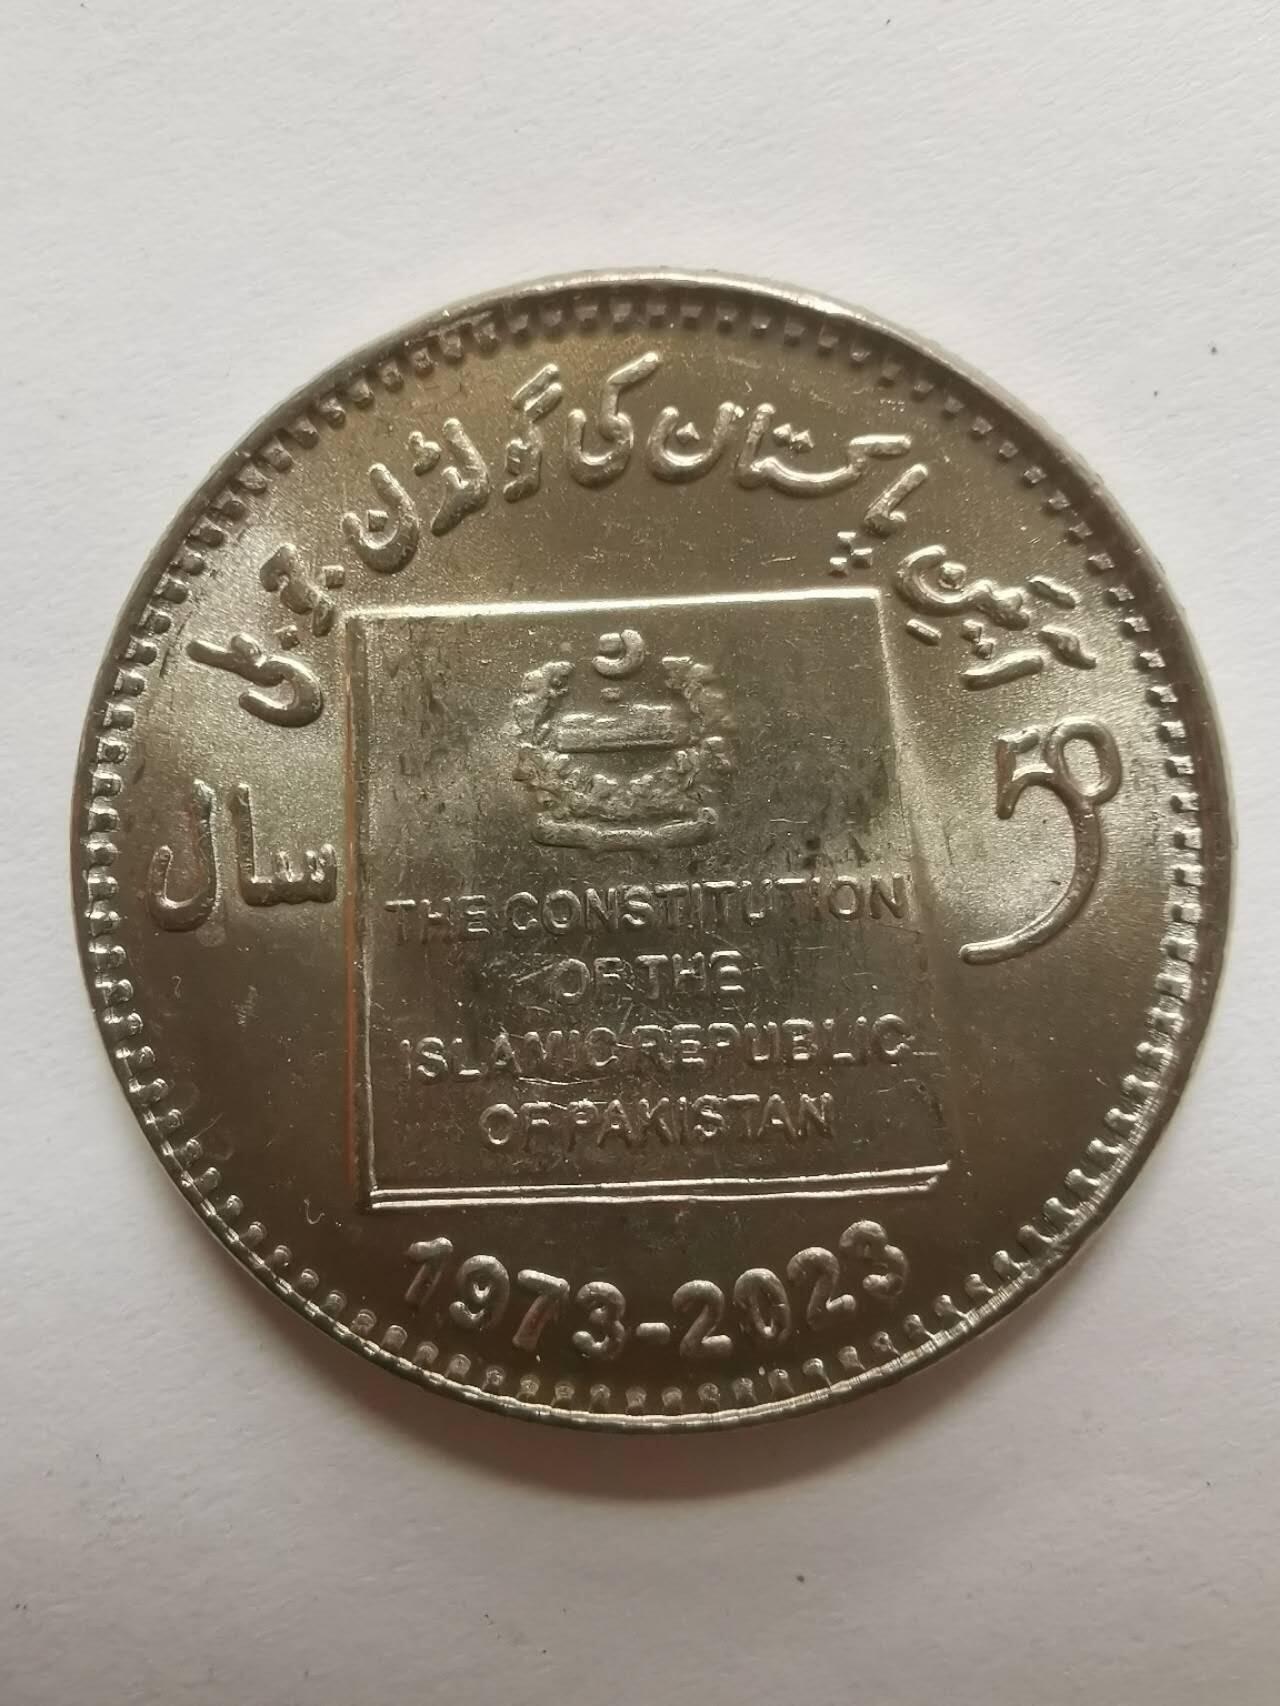 آئینِ پاکستان کی گولڈن جوبلی
50
سال
THE CONSTITUTION
OF THE
ISLAMIC REPUBLIC
OF PAKISTAN
1973-2023